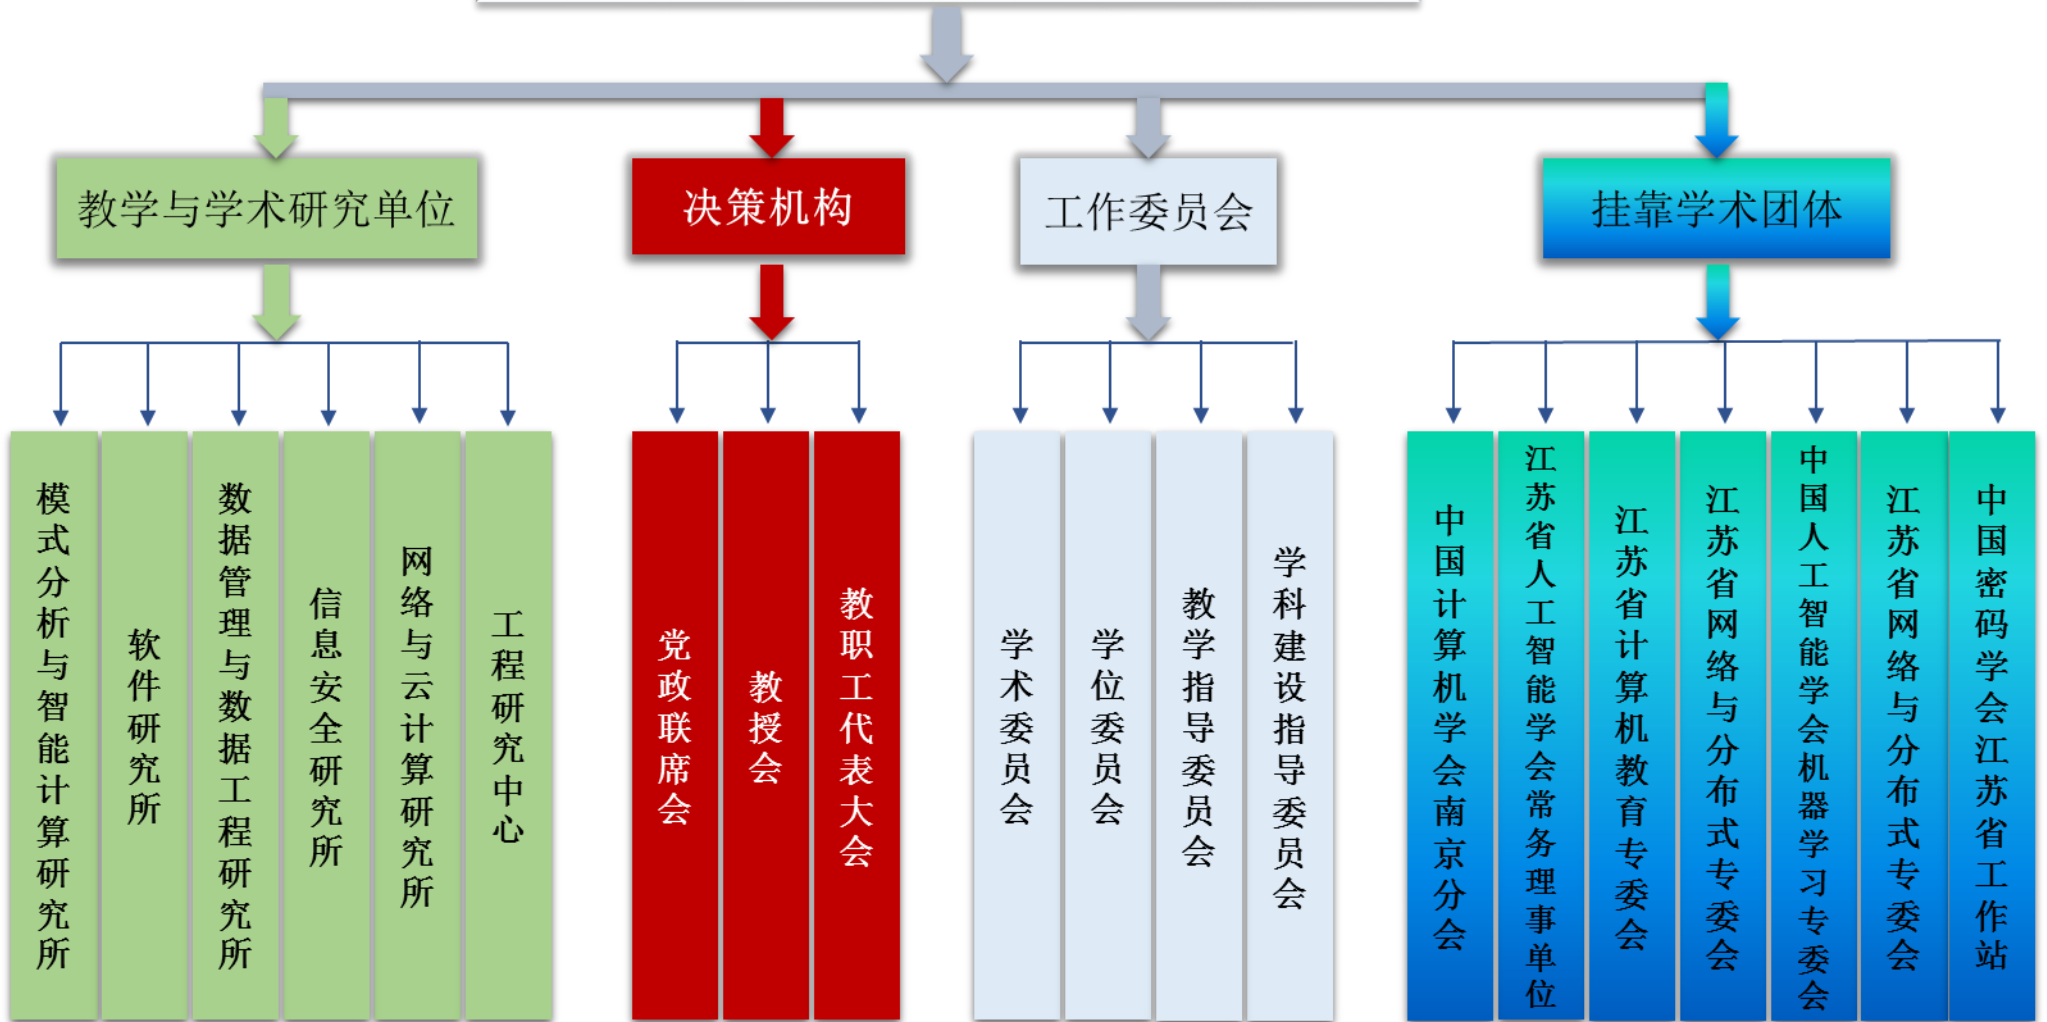 教学与学术研究单位
决策机构
工作委员会
挂靠学术团体
模式分析与智能计算研究所
软件研究所
数据管理与数据工程研究所
信息安全研究所
网络与云计算研究所
工程研究中心
党政联席会
教授会
教职工代表大会
学术委员会
学位委员会
教学指导委员会
学科建设指导委员会
中国计算机学会南京分会
江苏省人工智能学会常务理事单位
江苏省计算机教育专委会
江苏省网络与分布式专委会
中国人工智能学会机器学习专委会
江苏省网络与分布式专委会
中国密码学会江苏省工作站